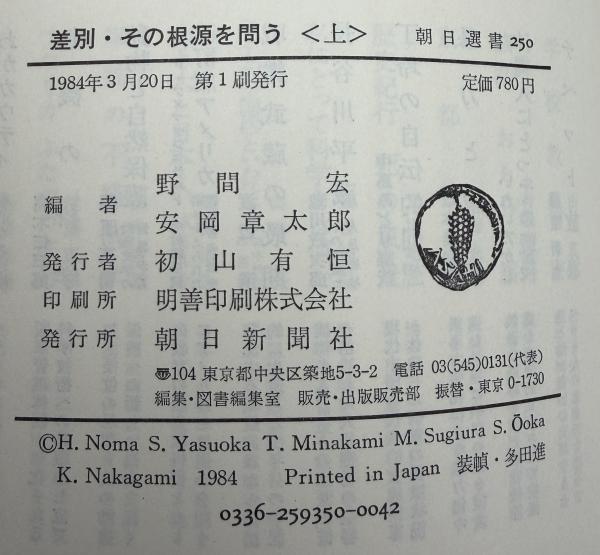 差別・その根源を問う 〈上〉 朝日選書 250
1984年3月20日 第1刷発行 定価 780円
編者 野間宏
安岡章太郎
発行者 初山有恒
印刷所 明善印刷株式会社
発行所 朝日新聞社
〠104 東京都中央区築地5-3-2 電話 03(545)0131(代表)
編集・図書編集室 販売・出版販売部 振替・東京0-1730
©H. Noma S. Yasuoka T. Minakami M. Sugiura S. Ōoka
K. Nakagami 1984 Printed in Japan 装幀・多田進
0336-259350-0042